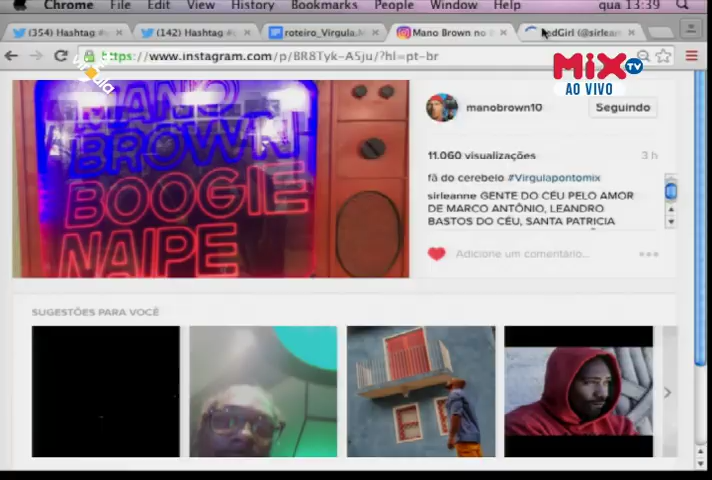 Chrome File Edit View History Bookmarks People Window Help qua 13:39
(354) Hashtag
(142) Hashtag
roteiro_Virgula.
Mano Brown no
edGirl (@sirlean
https://www.instagram.com/p/BR8Tyk-A5ju/?hl=pt-br
virgula
MiX TV
AO VIVO
MANO
BROWN
BOOGIE
NAIPE
manobrown10
Seguindo
11.060 visualizações 3 h
fã do cerebelo #Virgulapontomix
sirleanne GENTE DO CÉU PELO AMOR
DE MARCO ANTÔNIO, LEANDRO
BASTOS DO CÉU, SANTA PATRICIA
Adicione um comentário...
SUGESTÕES PARA VOCÊ